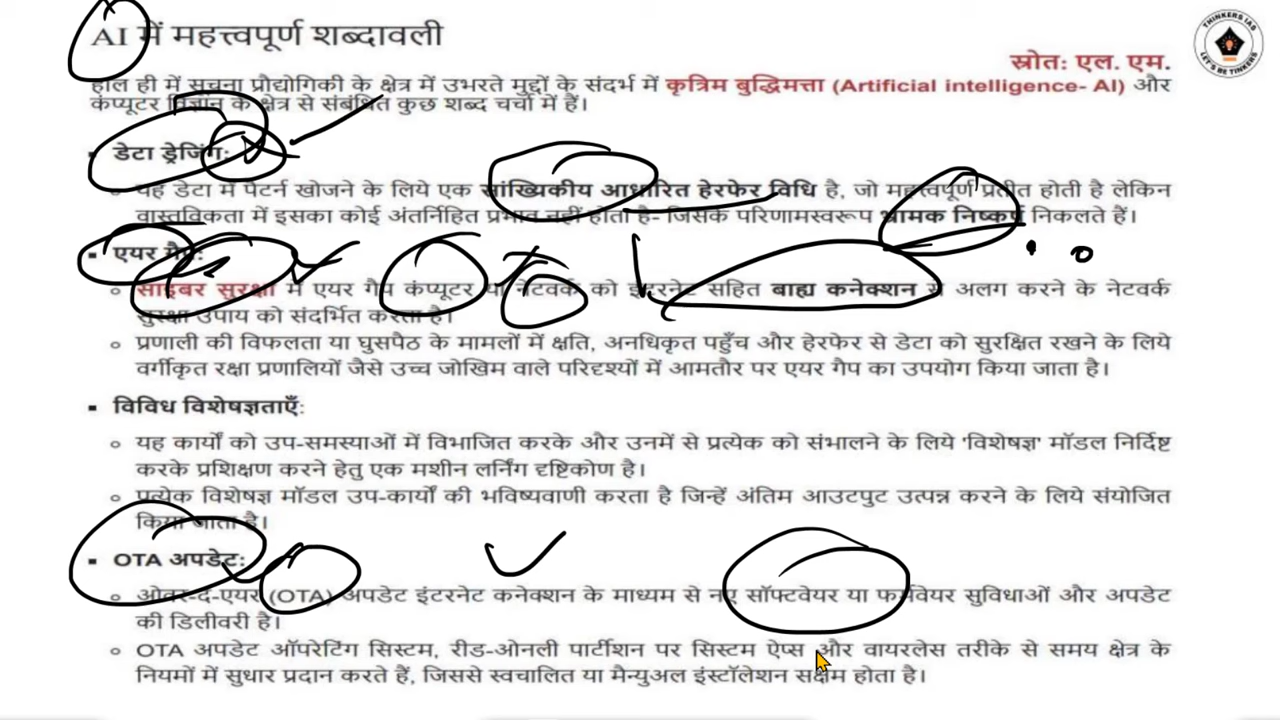 AI में महत्त्वपूर्ण शब्दावली
THINKERS IAS
LET'S BE THINKERS
स्रोत: एल. एम.
हाल ही में सूचना प्रौद्योगिकी के क्षेत्र में उभरते मुद्दों के संदर्भ में कृत्रिम बुद्धिमत्ता (Artificial intelligence- AI) और
कंप्यूटर विज्ञान के क्षेत्र से संबंधित कुछ शब्द चर्चा में हैं।
▪ डेटा ड्रेजिंग:
यह डेटा में पैटर्न खोजने के लिये एक सांख्यिकीय आधारित हेरफेर विधि है, जो महत्त्वपूर्ण प्रतीत होती है लेकिन
वास्तविकता में इसका कोई अंतर्निहित प्रभाव नहीं होता है- जिसके परिणामस्वरूप भ्रामक निष्कर्ष निकलते हैं।
▪ एयर गैप:
o साइबर सुरक्षा में एयर गैप कंप्यूटर या नेटवर्क को इंटरनेट सहित बाह्य कनेक्शन से अलग करने के नेटवर्क
सुरक्षा उपाय को संदर्भित करता है।
o प्रणाली की विफलता या घुसपैठ के मामलों में क्षति, अनधिकृत पहुँच और हेरफेर से डेटा को सुरक्षित रखने के लिये
वर्गीकृत रक्षा प्रणालियों जैसे उच्च जोखिम वाले परिदृश्यों में आमतौर पर एयर गैप का उपयोग किया जाता है।
▪ विविध विशेषज्ञताएँ:
o यह कार्यों को उप-समस्याओं में विभाजित करके और उनमें से प्रत्येक को संभालने के लिये 'विशेषज्ञ' मॉडल निर्दिष्ट
करके प्रशिक्षण करने हेतु एक मशीन लर्निंग दृष्टिकोण है।
o प्रत्येक विशेषज्ञ मॉडल उप-कार्यों की भविष्यवाणी करता है जिन्हें अंतिम आउटपुट उत्पन्न करने के लिये संयोजित
किया जाता है।
▪ OTA अपडेट:
o ओवर-द-एयर (OTA) अपडेट इंटरनेट कनेक्शन के माध्यम से नए सॉफ्टवेयर या फर्मवेयर सुविधाओं और अपडेट
की डिलीवरी है।
o OTA अपडेट ऑपरेटिंग सिस्टम, रीड-ओनली पार्टीशन पर सिस्टम ऐप्स और वायरलेस तरीके से समय क्षेत्र के
नियमों में सुधार प्रदान करते हैं, जिससे स्वचालित या मैन्युअल इंस्टॉलेशन सक्षम होता है।